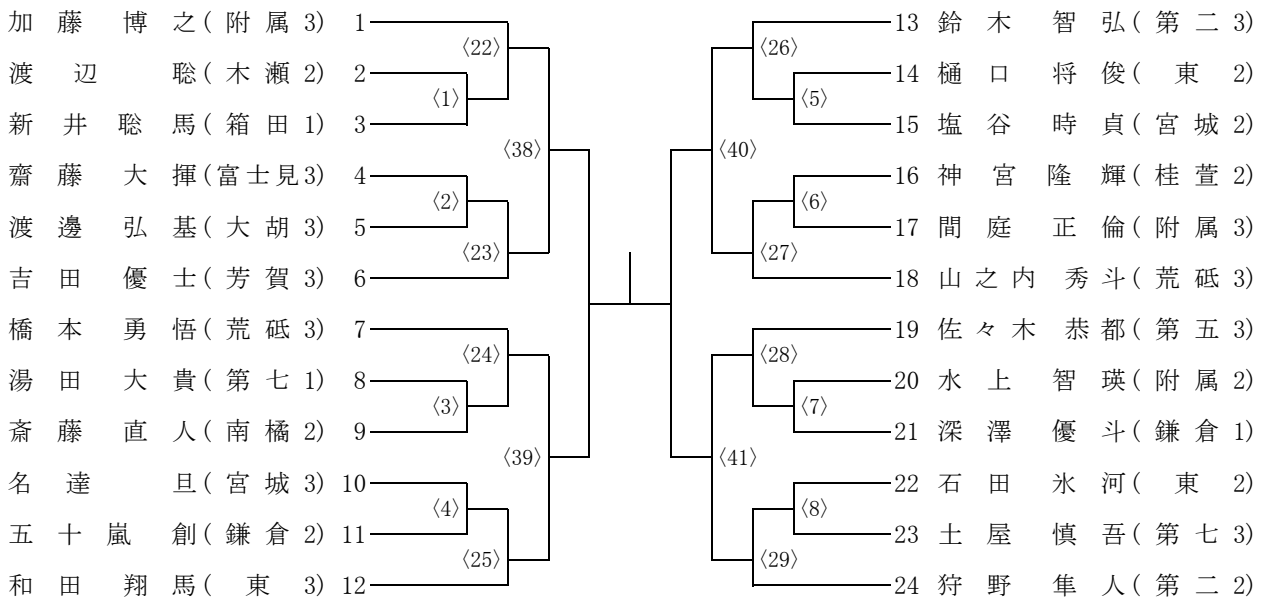 加藤 博之(附属3) 1
渡辺 聡(木瀬2) 2
新井聡馬(箱田1) 3
齋藤大揮(富士見3) 4
渡邊弘基(大胡3) 5
吉田優士(芳賀3) 6
橋本勇悟(荒砥3) 7
湯田大貴(第七1) 8
斎藤直人(南橘2) 9
名達 旦(宮城3) 10
五十嵐 創(鎌倉2) 11
和田翔馬(東 3) 12
〈22〉
〈1〉
〈38〉
〈2〉
〈23〉
〈24〉
〈3〉
〈39〉
〈4〉
〈25〉
〈26〉
〈5〉
〈40〉
〈6〉
〈27〉
〈28〉
〈7〉
〈41〉
〈8〉
〈29〉
13 鈴木智弘(第二3)
14 樋口将俊(東 2)
15 塩谷時貞(宮城2)
16 神宮隆輝(桂萱2)
17 間庭正倫(附属3)
18 山之内秀斗(荒砥3)
19 佐々木恭都(第五3)
20 水上智瑛(附属2)
21 深澤優斗(鎌倉1)
22 石田氷河(東 2)
23 土屋慎吾(第七3)
24 狩野隼人(第二2)